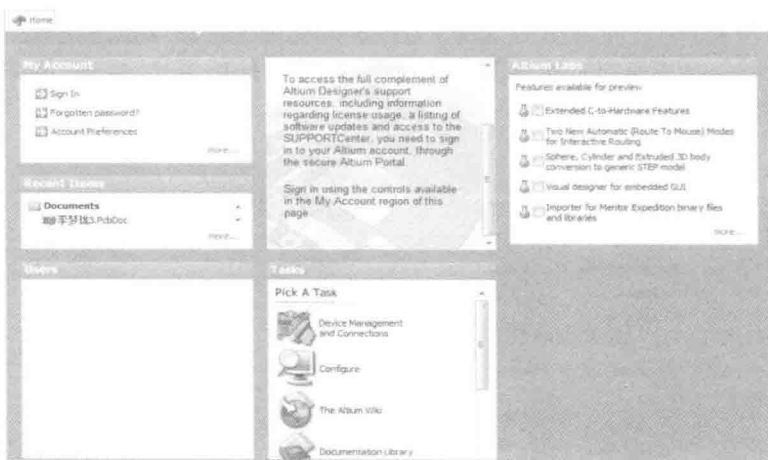 Home
My Account
Sign In
Forgotten password?
Account Preferences
more...
Recent Items
Documents
3.PcbDoc
more...
Users
To access the full complement of
Altium Designer's support
resources, including information
regarding license usage, a listing of
software updates and access to the
SUPPORTCenter, you need to sign
in to your Altium account, through
the secure Altium Portal.
Sign in using the controls available
in the My Account region of this
page
Tasks
Pick A Task
Device Management
and Connections
Configure
The Altium Wiki
Documentation Library
Altium Labs
Features available for preview
Extended C-to-Hardware Features
Two New Automatic (Route To Mouse) Modes
for Interactive Routing
Sphere, Cylinder and Extruded 3D body
conversion to generic STEP model
Visual designer for embedded GUI
Importer for Mentor Expedition binary files
and libraries
more...